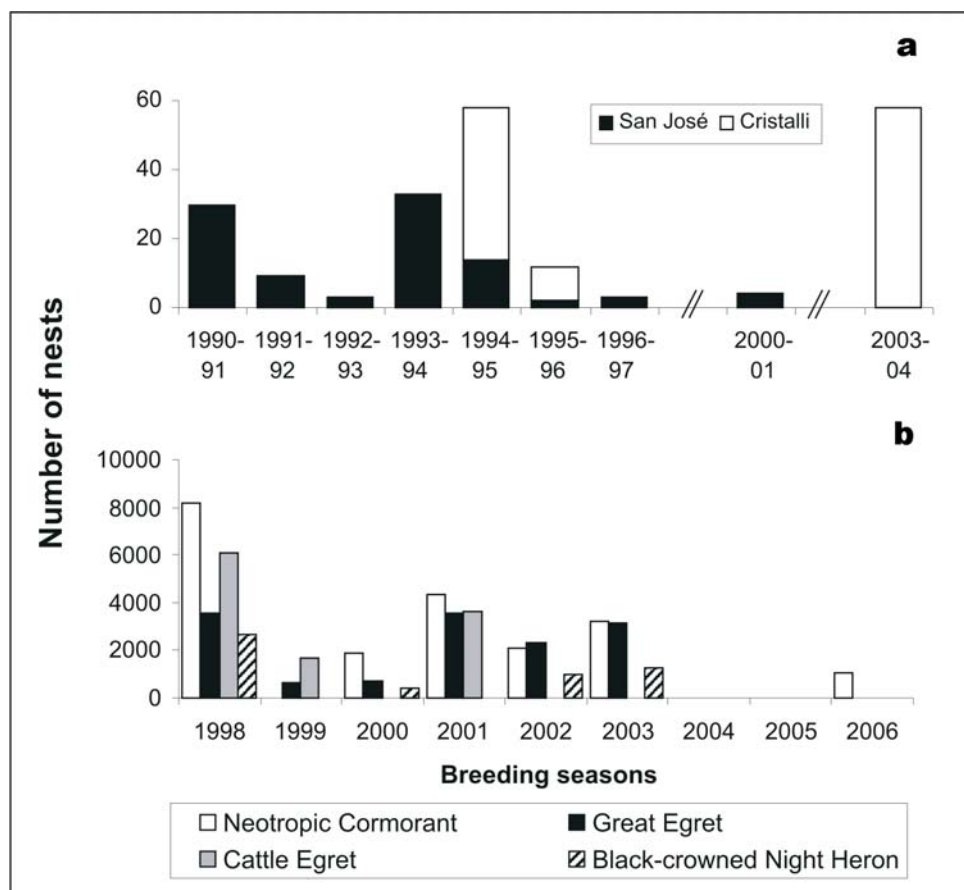 a
60
40
20
0
San José Cristalli
1990-91 1991-92 1992-93 1993-94 1994-95 1995-96 1996-97 2000-01 2003-04
Number of nests
b
10000
8000
6000
4000
2000
0
1998 1999 2000 2001 2002 2003 2004 2005 2006
Breeding seasons
Neotropic Cormorant Great Egret
Cattle Egret Black-crowned Night Heron